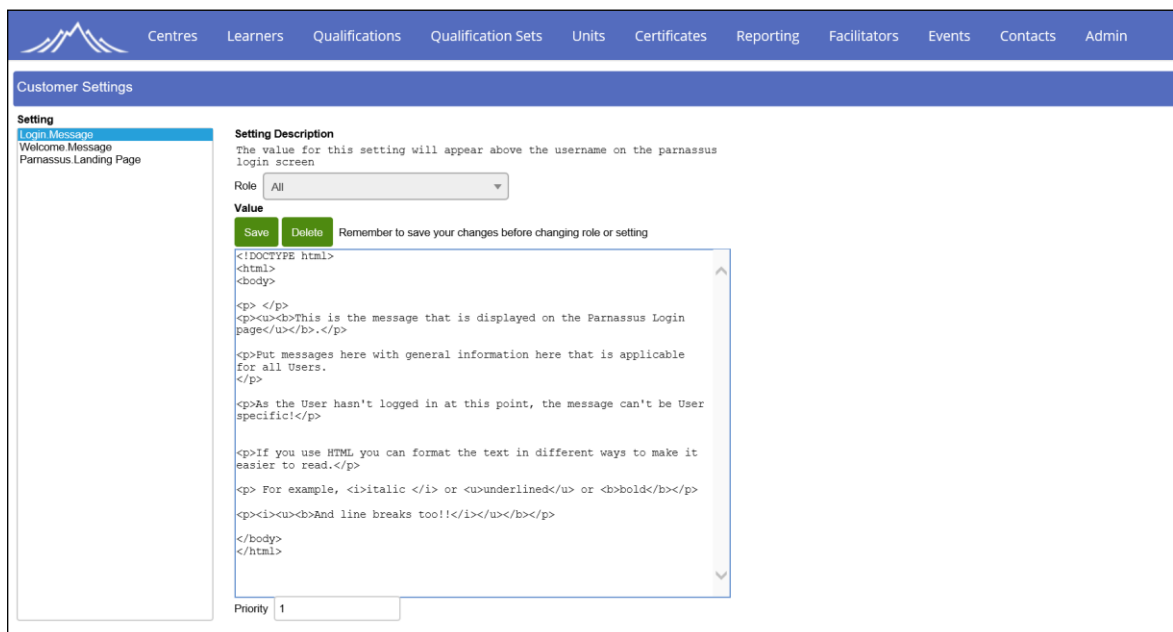 Centres Learners Qualifications Qualification Sets Units Certificates Reporting Facilitators Events Contacts Admin
Customer Settings
Setting
Login.Message
Welcome.Message
Parnassus.Landing Page
Setting Description
The value for this setting will appear above the username on the parnassus
login screen
Role All
Value
Save Delete Remember to save your changes before changing role or setting
<!DOCTYPE html>
<html>
<body>
<p> </p>
<p><u><b>This is the message that is displayed on the Parnassus Login
page</u></b>.</p>
<p>Put messages here with general information here that is applicable
for all Users.
</p>
<p>As the User hasn't logged in at this point, the message can't be User
specific!</p>
<p>If you use HTML you can format the text in different ways to make it
easier to read.</p>
<p> For example, <i>italic </i> or <u>underlined</u> or <b>bold</b></p>
<p><i><u><b>And line breaks too!!</i></u></b></p>
</body>
</html>
Priority 1